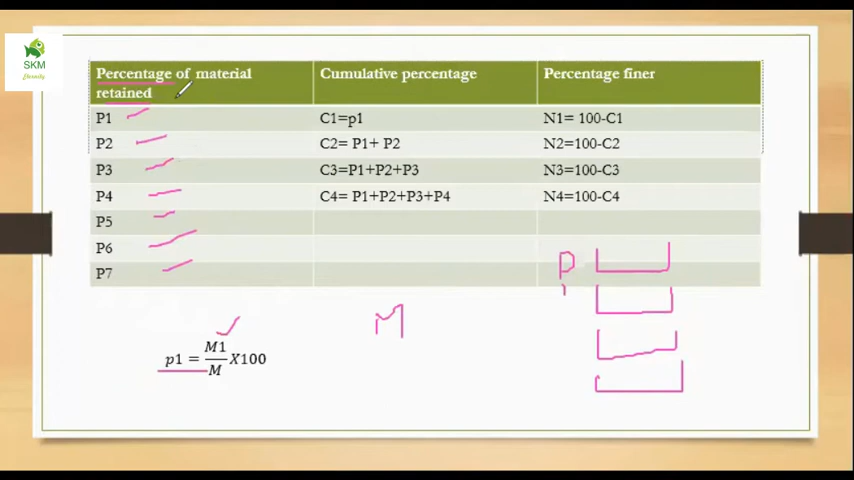 SKM
Eternity
Percentage of material retained Cumulative percentage Percentage finer
P1 C1=p1 N1= 100-C1
P2 C2= P1+ P2 N2=100-C2
P3 C3=P1+P2+P3 N3=100-C3
P4 C4= P1+P2+P3+P4 N4=100-C4
P5
P6
P7
P1
M
p1 = M1/M X100